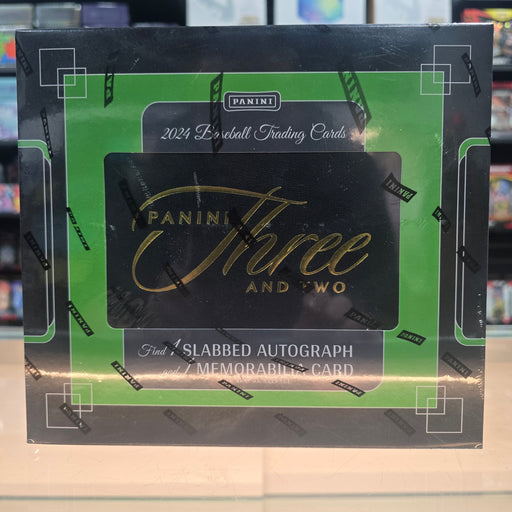 PANINI
2024 Baseball Trading Cards
PANINI
Three
AND TWO
Find 1 SLABBED AUTOGRAPH
and 1 MEMORABILIA CARD